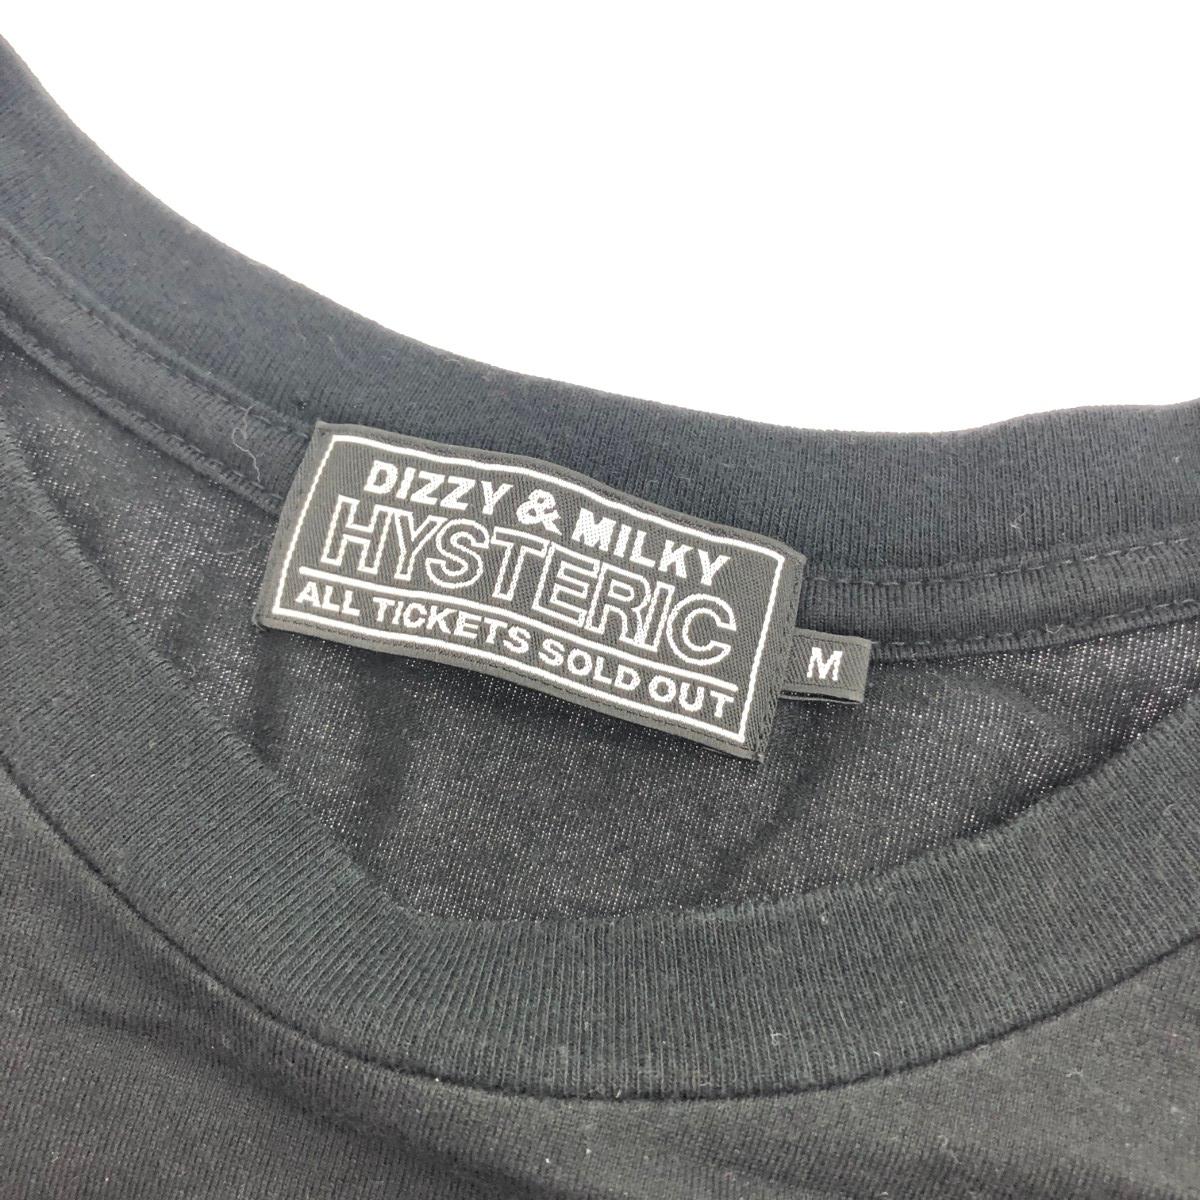 DIZZY & MILKY
HYSTERIC
ALL TICKETS SOLD OUT
M